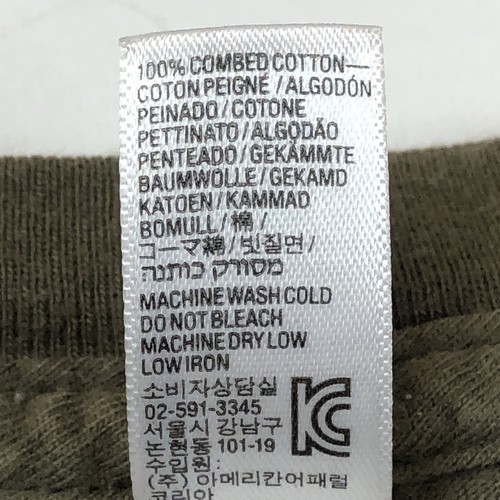 100% COMBED COTTON—
COTON PEIGNÉ / ALGODÓN
PEINADO / COTONE
PETTINATO / ALGODÃO
PENTEADO / GEKÄMMTE
BAUMWOLLE / GEKAMD
KATOEN / KAMMAD
BOMULL / 棉 /
コーマ綿 / 빗질면 /
מסורק כותנה
MACHINE WASH COLD
DO NOT BLEACH
MACHINE DRY LOW
LOW IRON
소비자상담실
02-591-3345
서울시 강남구
논현동 101-19
수입원 :
(주) 아메리칸어패럴
코리아
KC